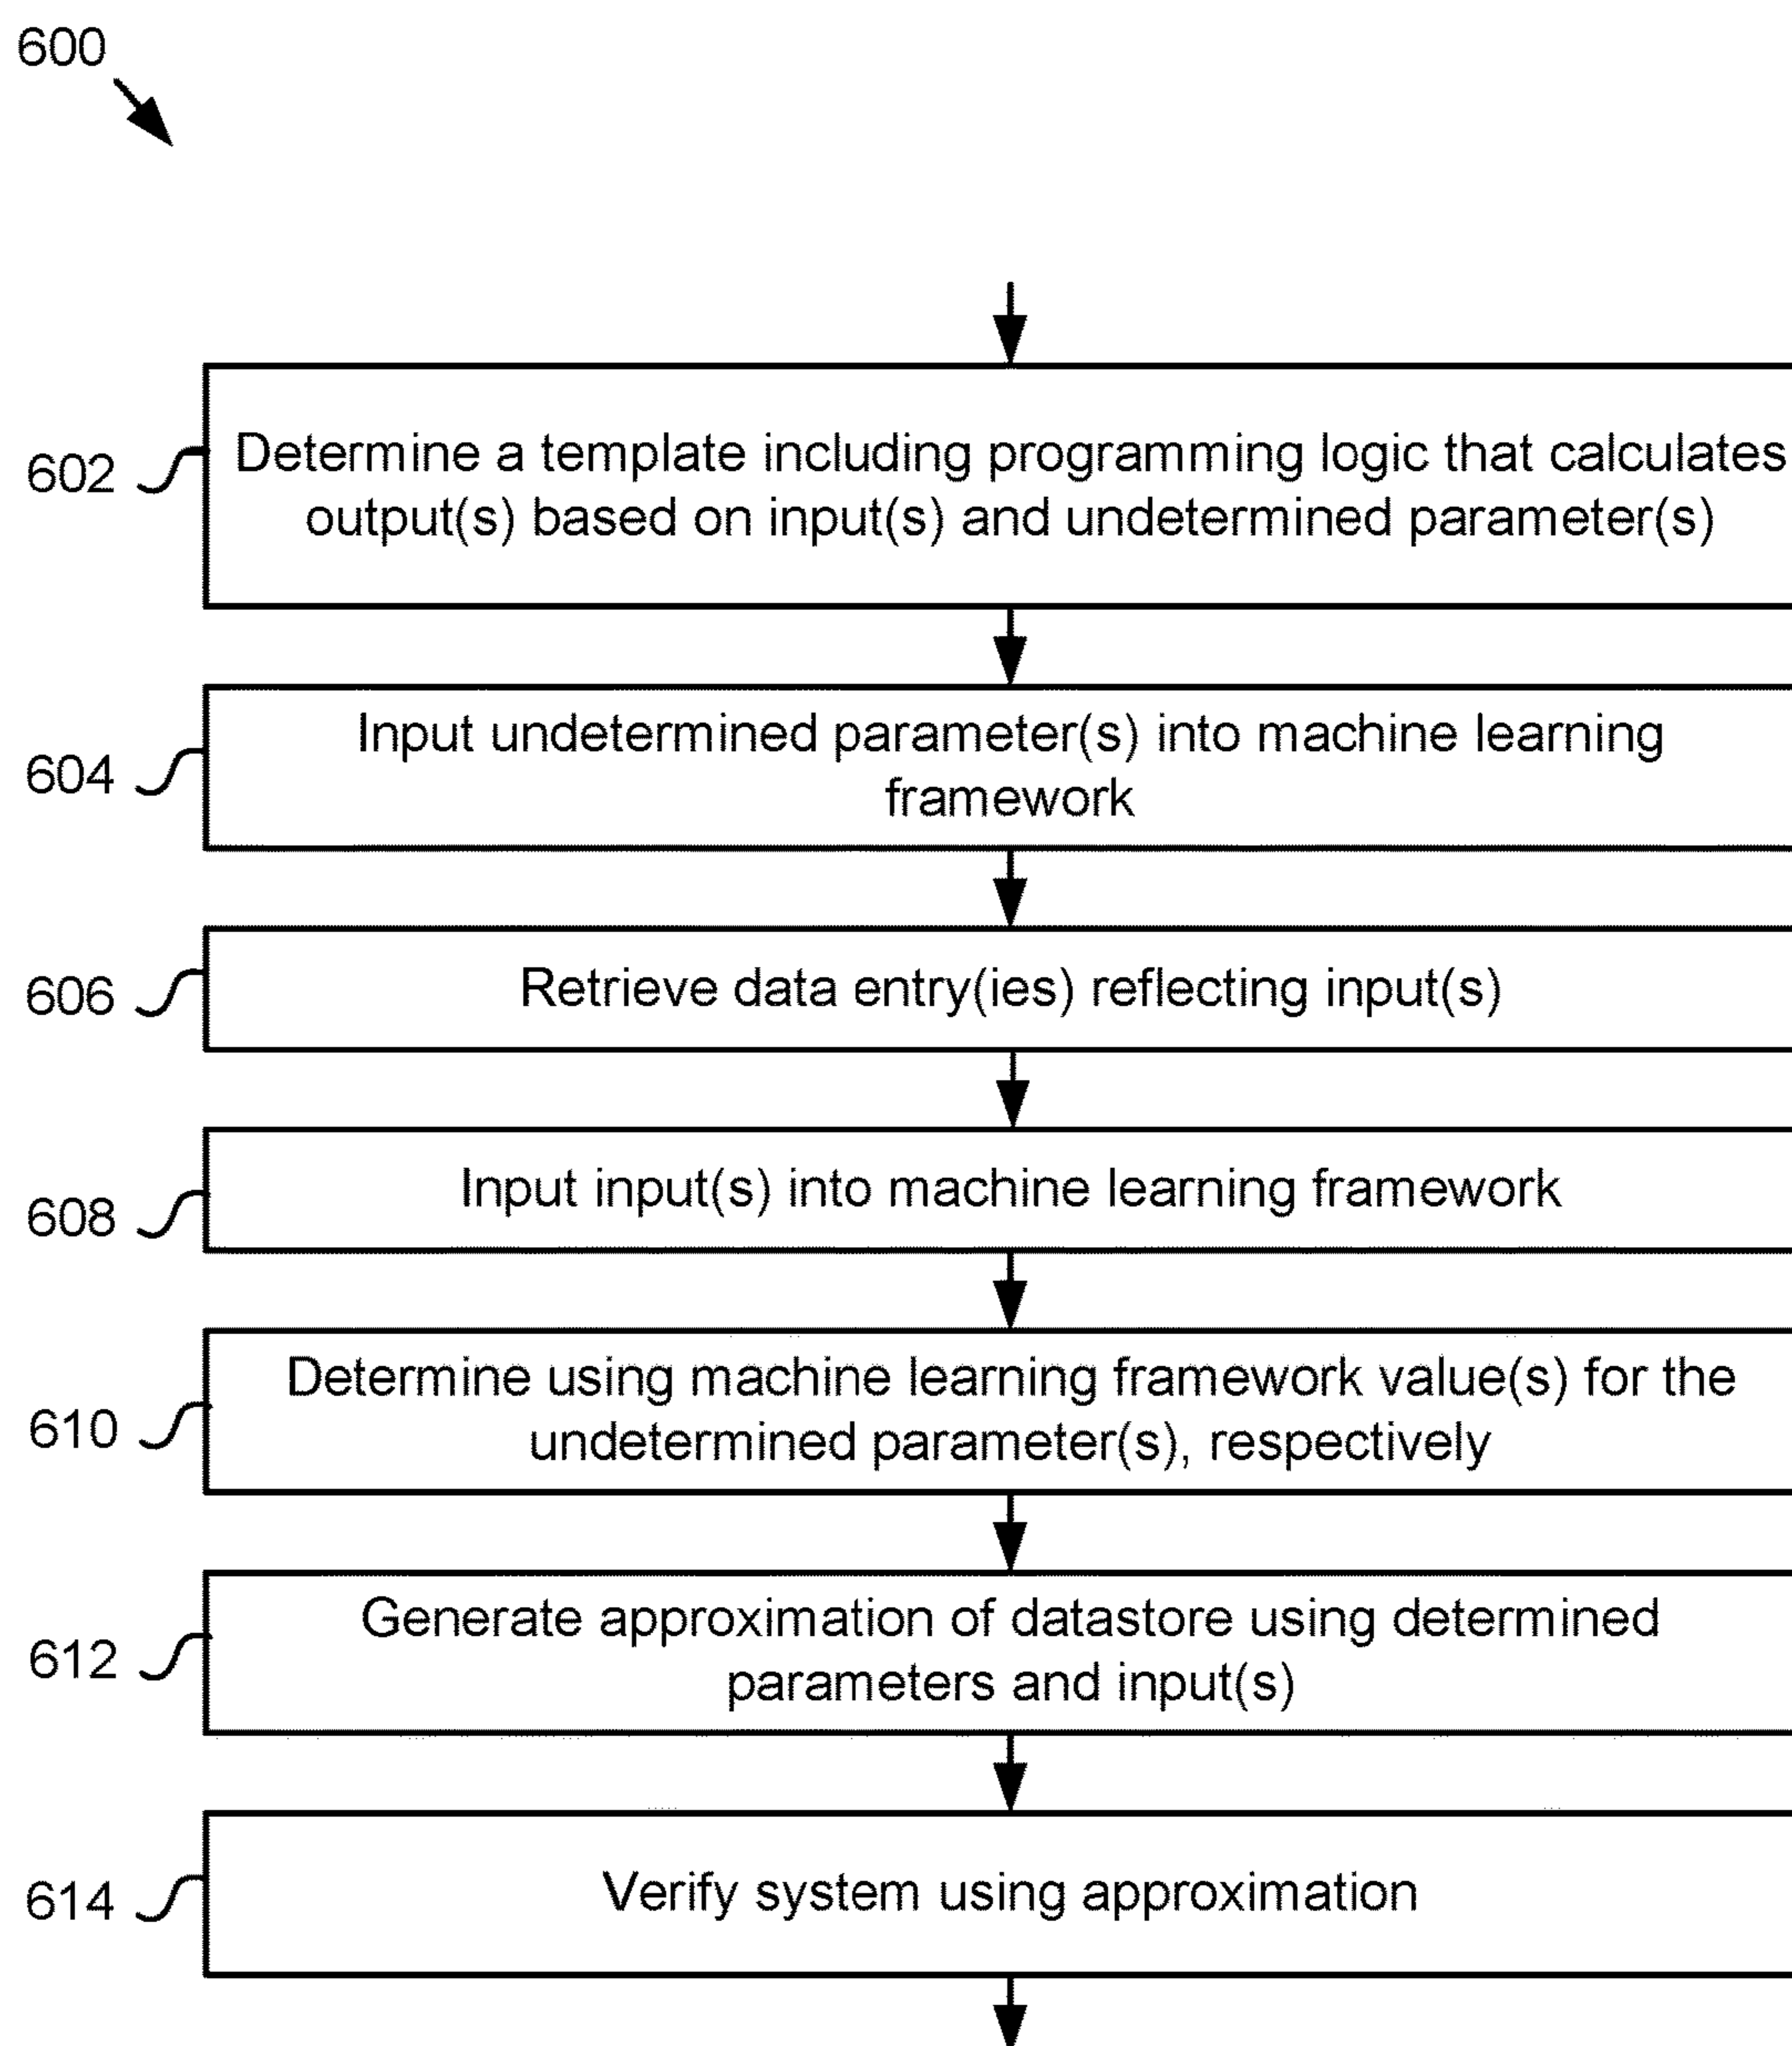 600
602
Determine a template including programming logic that calculates
output(s) based on input(s) and undetermined parameter(s)
604
Input undetermined parameter(s) into machine learning
framework
606
Retrieve data entry(ies) reflecting input(s)
608
Input input(s) into machine learning framework
610
Determine using machine learning framework value(s) for the
undetermined parameter(s), respectively
612
Generate approximation of datastore using determined
parameters and input(s)
614
Verify system using approximation